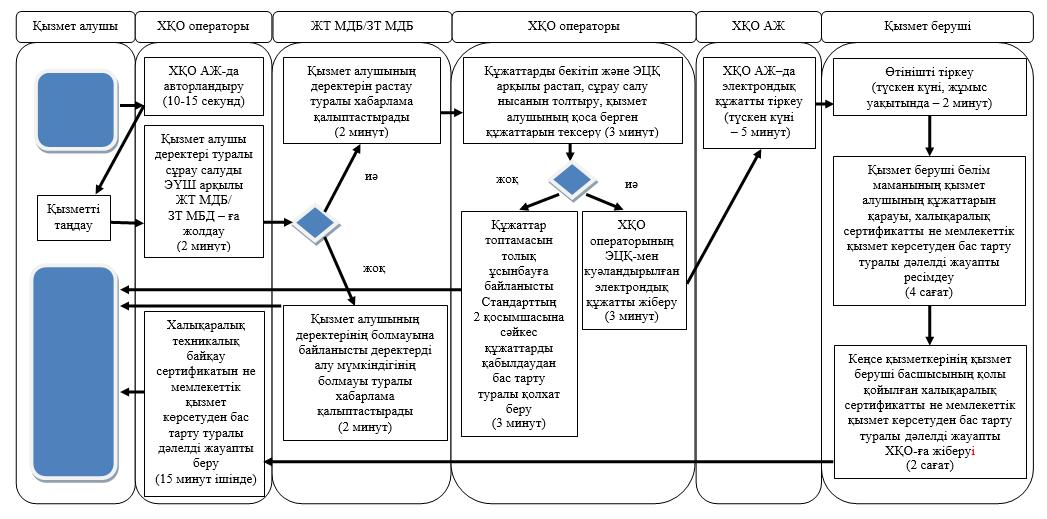 Қызмет алушы
ХҚО операторы
ЖТ МДБ/ЗТ МДБ
ХҚО операторы
ХҚО АЖ
Қызмет беруші
Қызметті
таңдау
ХҚО АЖ-да
авторландыру
(10-15 секунд)
Қызмет алушы
деректері туралы
сұрау салуды
ЭҮШ арқылы
ЖТ МДБ/
ЗТ МБД – ға
жолдау
(2 минут)
Халықаралық
техникалық
байқау
сертификатын не
мемлекеттік
қызмет
көрсетуден бас
тарту туралы
дәлелді жауапты
беру
(15 минут ішінде)
Қызмет алушының
деректерін растау
туралы хабарлама
қалыптастырады
(2 минут)
иә
жоқ
Қызмет алушының
деректерінің болмауына
байланысты деректерді
алу мүмкіндігінің
болмауы туралы
хабарлама
қалыптастырады
(2 минут)
Құжаттарды бекітіп және ЭЦҚ
арқылы растап, сұрау салу
нысанын толтыру, қызмет
алушының қоса берген
құжаттарын тексеру (3 минут)
жоқ
иә
Құжаттар
топтамасын
толық
ұсынбауға
байланысты
Стандарттың
2 қосымшасына
сәйкес
құжаттарды
қабылдаудан
бас тарту
туралы қолхат
беру
(3 минут)
ХҚО
операторының
ЭЦҚ-мен
куәландырылған
электрондық
құжатты жіберу
(3 минут)
ХҚО АЖ–да
электрондық
құжатты тіркеу
(түскен күні
– 5 минут)
Өтінішті тіркеу
(түскен күні, жұмыс
уақытында – 2 минут)
Қызмет беруші бөлім
маманының қызмет
алушының құжаттарын
қарауы, халықаралық
сертификатты не мемлекеттік
қызмет көрсетуден бас тарту
туралы дәлелді жауапты
ресімдеу
(4 сағат)
Кеңсе қызметкерінің қызмет
беруші басшысының қолы
қойылған халықаралық
сертификатты не мемлекеттік
қызмет көрсетуден бас тарту
туралы дәлелді жауапты
ХҚО-ға жіберуі
(2 сағат)